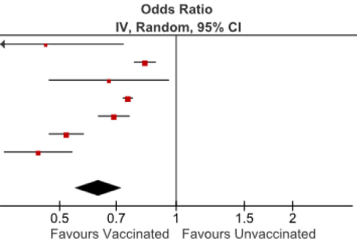 Odds Ratio
IV, Random, 95% CI
0.5 0.7 1 1.5 2
Favours Vaccinated Favours Unvaccinated